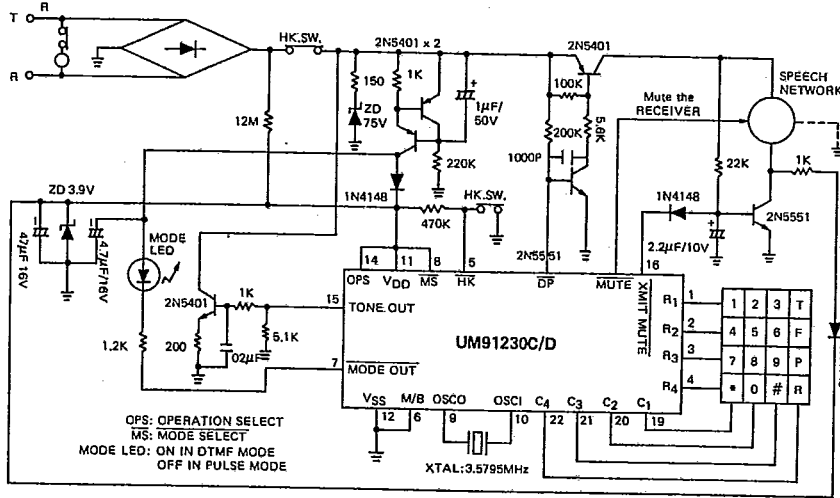 T
R
R
HK.SW.
2N5401 x 2
2N5401
SPEECH
NETWORK
Mute the
RECEIVER
150
1K
1µF/
50V
ZD
75V
100K
5.6K
200K
12M
220K
1000P
22K
1K
1N4148
HK.SW.
1N4148
2N5551
ZD 3.9V
470K
2.2µF/10V
47µF
16V
4.7µF/16V
MODE
LED
2N5551
14
11
8
5
16
OPS
VDD
MS
HK
DP
MUTE
XMIT MUTE
2N5401
1K
15
TONE.OUT
5.1K
200
02µF
1.2K
7
MODE OUT
UM91230C/D
R1
1
R2
2
R3
3
R4
4
1 2 3 T
4 5 6 F
7 8 9 P
* 0 # R
VSS
M/B
OSCO
OSCI
C4
C3
C2
C1
12
6
9
10
22
21
20
19
OPS: OPERATION SELECT
MS: MODE SELECT
MODE LED: ON IN DTMF MODE
OFF IN PULSE MODE
XTAL:3.5795MHz